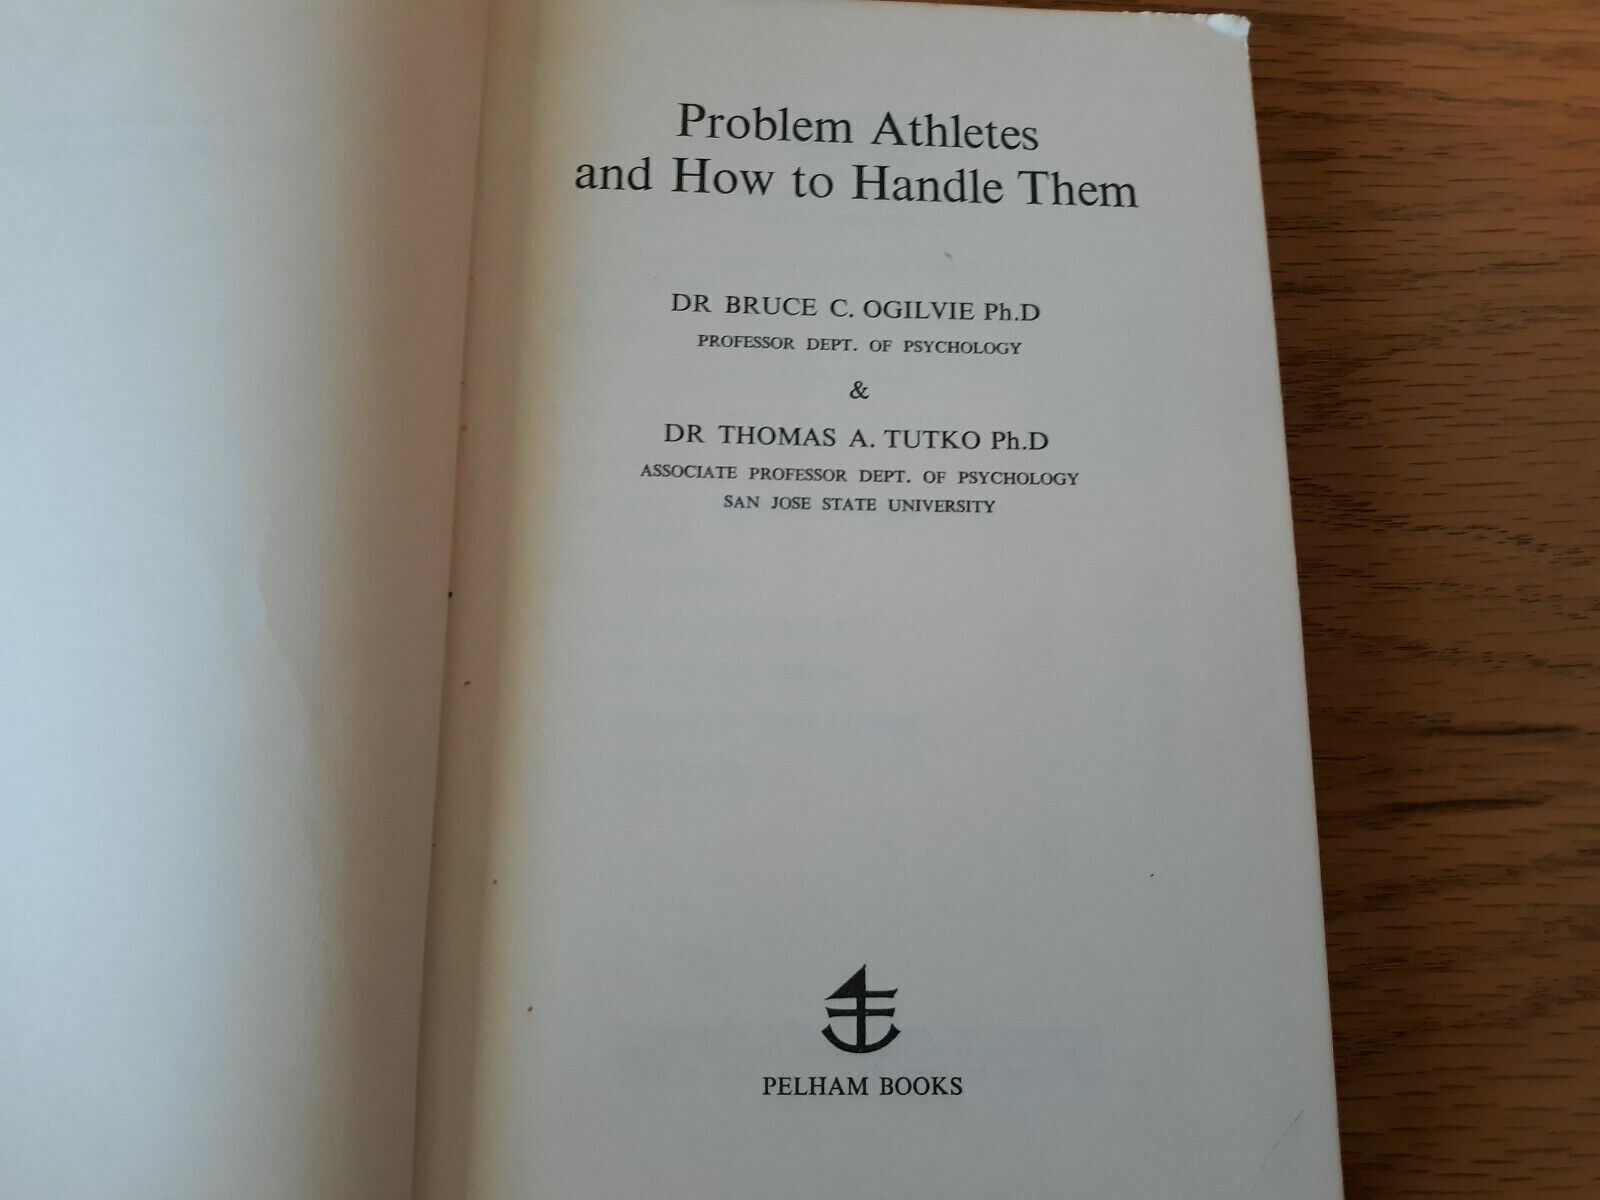 Problem Athletes
and How to Handle Them
DR BRUCE C. OGILVIE Ph.D
PROFESSOR DEPT. OF PSYCHOLOGY
&
DR THOMAS A. TUTKO Ph.D
ASSOCIATE PROFESSOR DEPT. OF PSYCHOLOGY
SAN JOSE STATE UNIVERSITY
PELHAM BOOKS